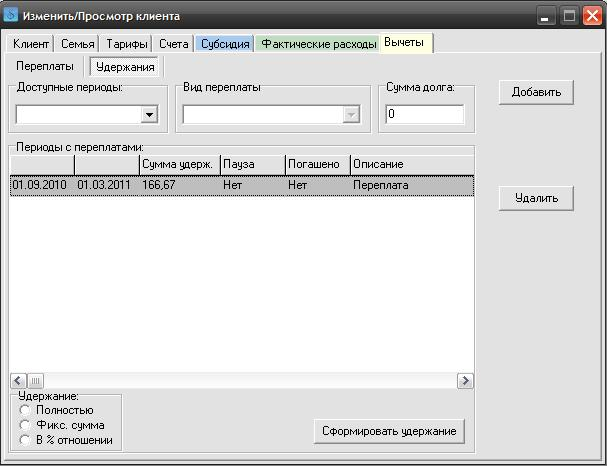 Изменить/Просмотр клиента
Клиент Семья Тарифы Счета Субсидия Фактические расходы Вычеты
Переплаты Удержания
Доступные периоды: Вид переплаты Сумма долга:
0
Добавить
Периоды с переплатами:
Сумма удерж. Пауза Погашено Описание
01.09.2010 01.03.2011 166,67 Нет Нет Переплата
Удалить
Удержание:
Полностью
Фикс. сумма
В % отношении
Сформировать удержание